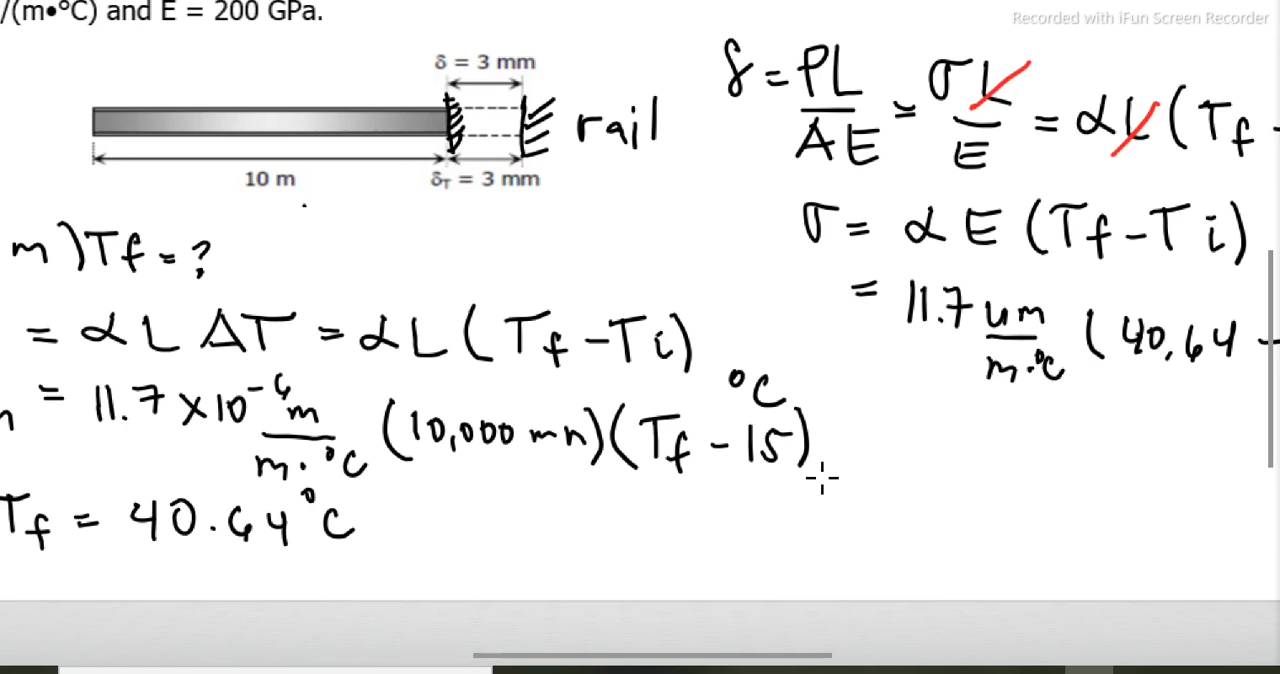 /(m•°C) and E = 200 GPa.
Recorded with iFun Screen Recorder
δ = 3 mm
rail
10 m
δT = 3 mm
δ = PL/AE = σL/E = αL(Tf -
σ = αE(Tf - Ti)
= 11.7 um/m·°C (40.64 -
m) Tf = ?
= αLΔT = αL(Tf - Ti)
= 11.7 x 10^-6 m/m·°C (10,000 mm)(Tf - 15) °C
Tf = 40.64°C